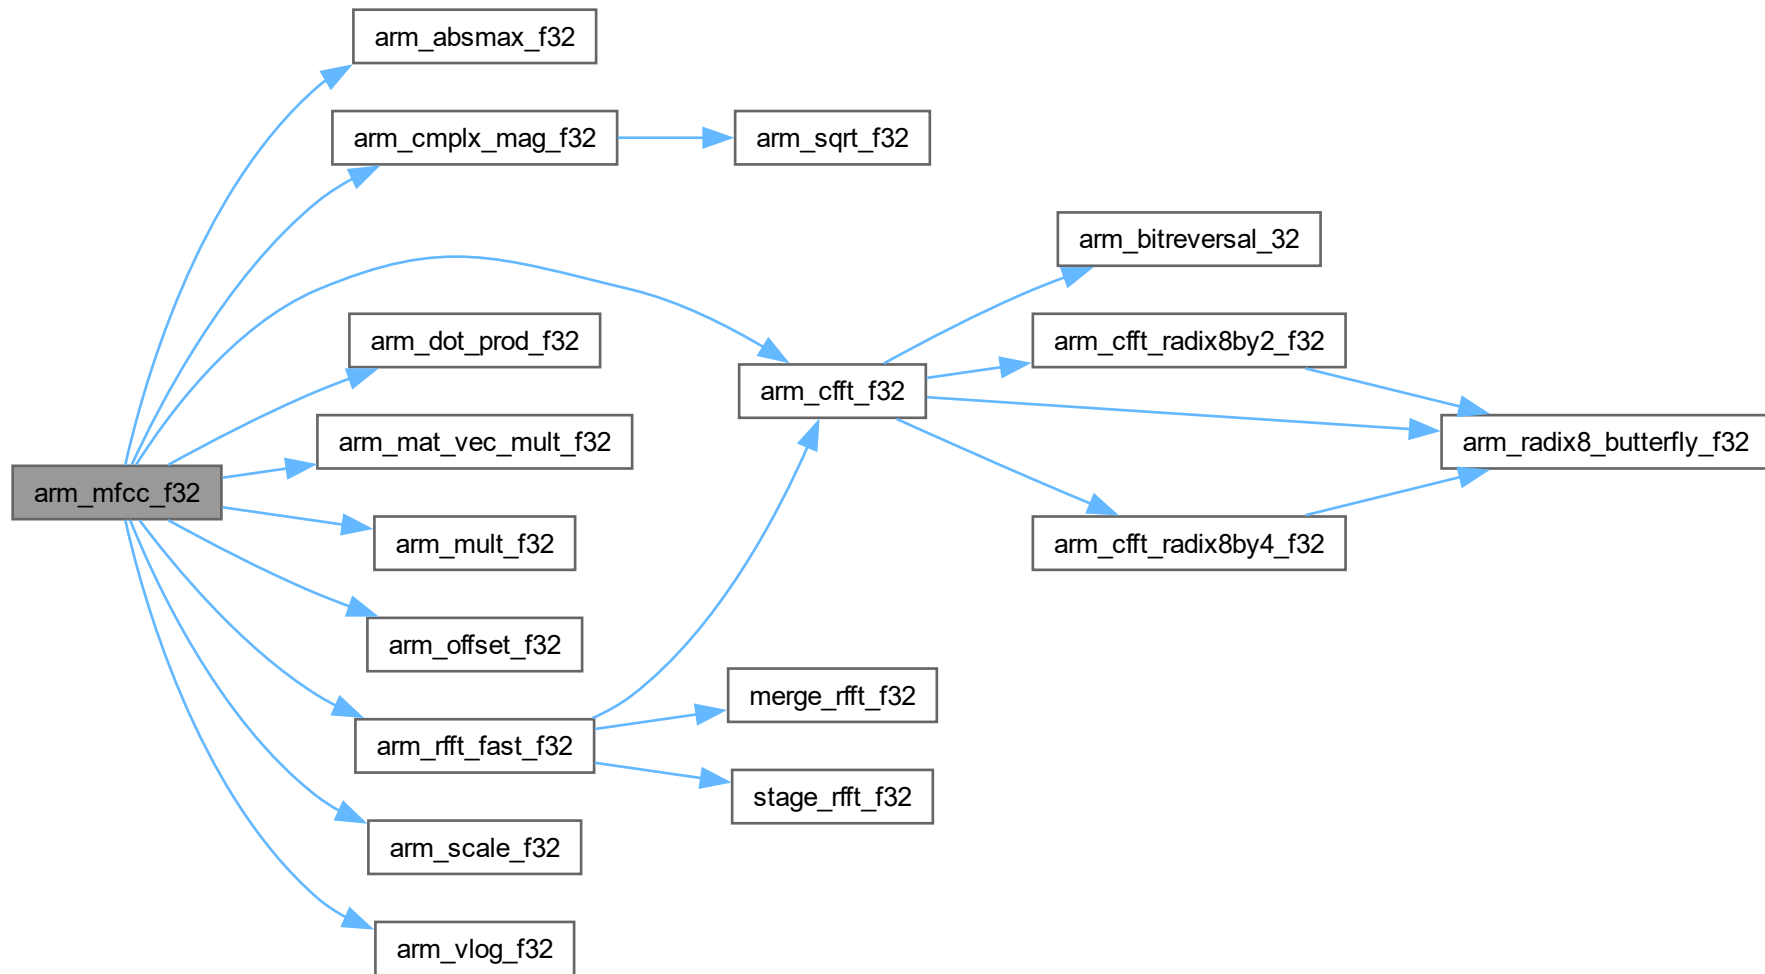 arm_absmax_f32
arm_cmplx_mag_f32
arm_sqrt_f32
arm_bitreversal_32
arm_dot_prod_f32
arm_cfft_radix8by2_f32
arm_cfft_f32
arm_mat_vec_mult_f32
arm_radix8_butterfly_f32
arm_mfcc_f32
arm_mult_f32
arm_cfft_radix8by4_f32
arm_offset_f32
merge_rfft_f32
arm_rfft_fast_f32
stage_rfft_f32
arm_scale_f32
arm_vlog_f32